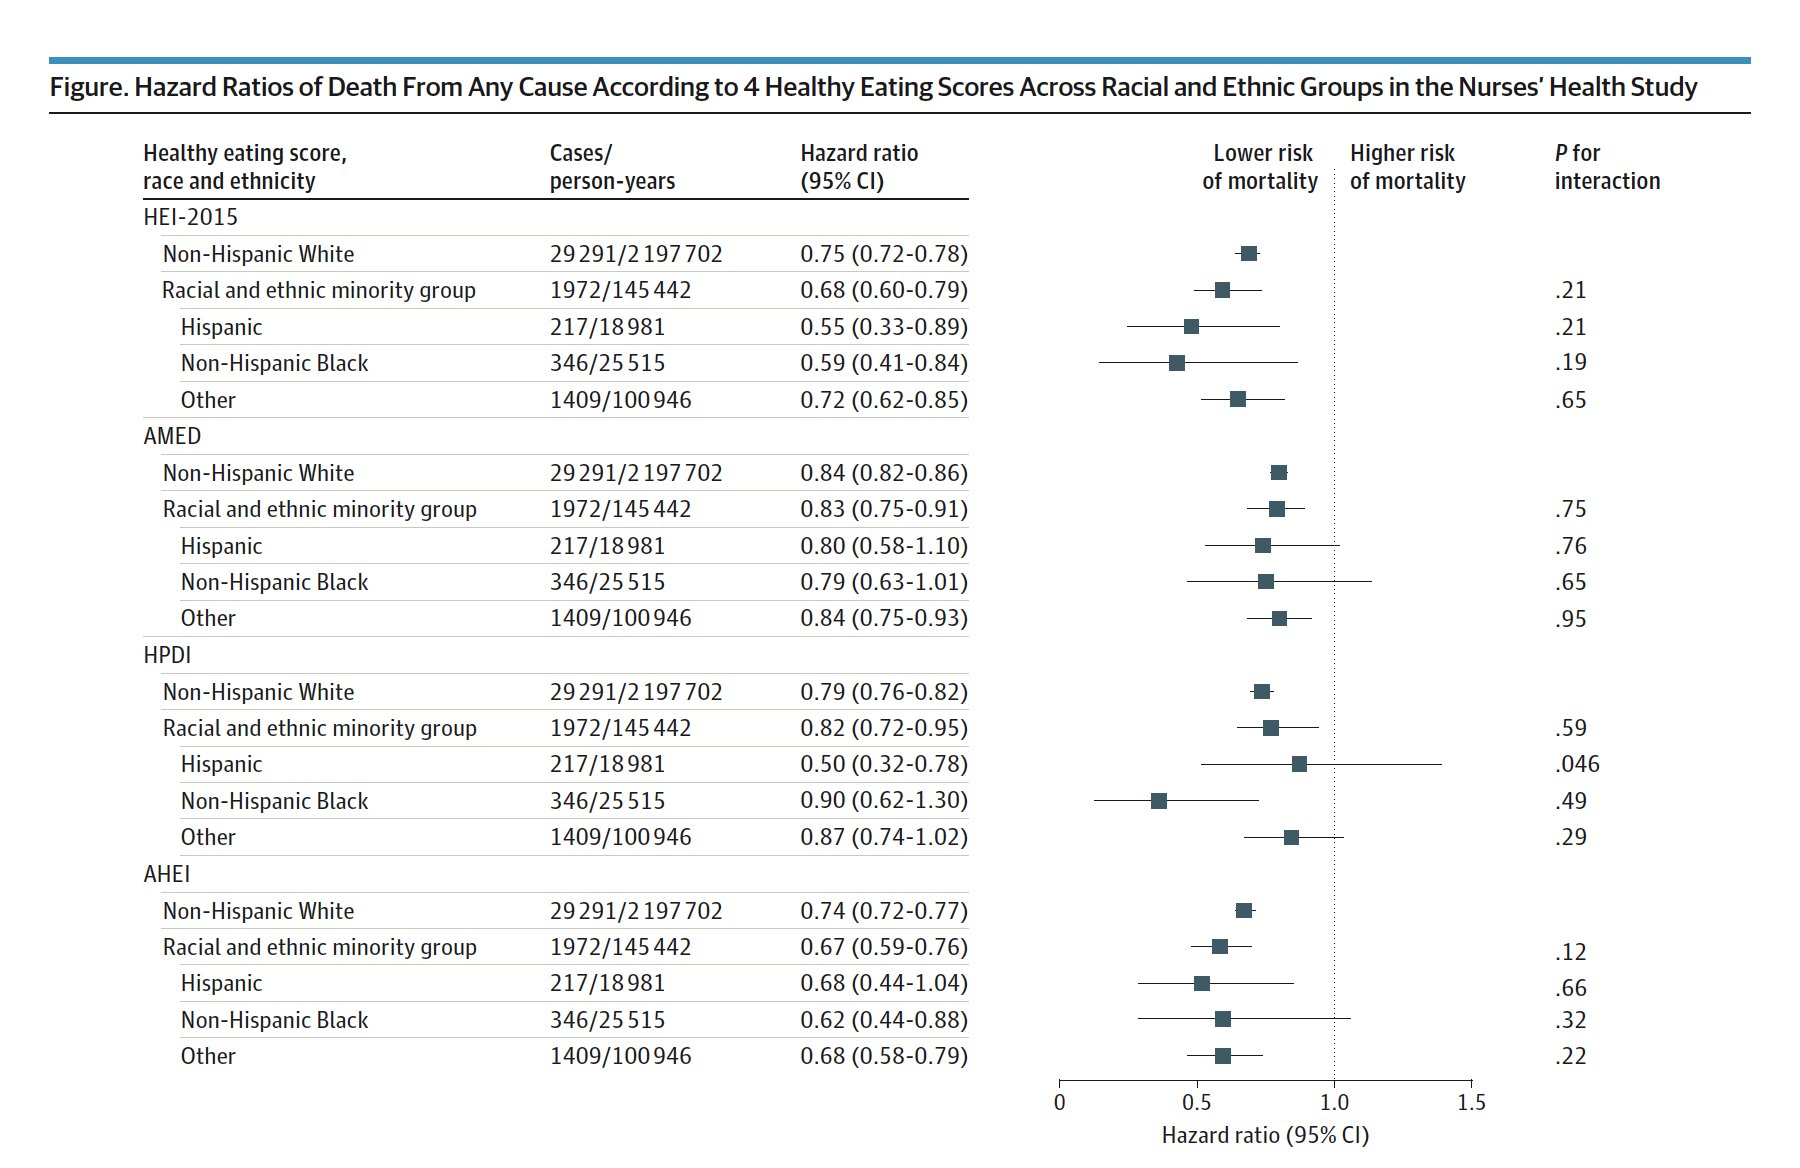 Figure. Hazard Ratios of Death From Any Cause According to 4 Healthy Eating Scores Across Racial and Ethnic Groups in the Nurses' Health Study
Healthy eating score, Cases/ Hazard ratio Lower risk Higher risk P for
race and ethnicity person-years (95% CI) of mortality of mortality interaction
HEI-2015
Non-Hispanic White 29 291/2 197 702 0.75 (0.72-0.78)
Racial and ethnic minority group 1972/145 442 0.68 (0.60-0.79) .21
Hispanic 217/18 981 0.55 (0.33-0.89) .21
Non-Hispanic Black 346/25 515 0.59 (0.41-0.84) .19
Other 1409/100 946 0.72 (0.62-0.85) .65
AMED
Non-Hispanic White 29 291/2 197 702 0.84 (0.82-0.86)
Racial and ethnic minority group 1972/145 442 0.83 (0.75-0.91) .75
Hispanic 217/18 981 0.80 (0.58-1.10) .76
Non-Hispanic Black 346/25 515 0.79 (0.63-1.01) .65
Other 1409/100 946 0.84 (0.75-0.93) .95
HPDI
Non-Hispanic White 29 291/2 197 702 0.79 (0.76-0.82)
Racial and ethnic minority group 1972/145 442 0.82 (0.72-0.95) .59
Hispanic 217/18 981 0.50 (0.32-0.78) .046
Non-Hispanic Black 346/25 515 0.90 (0.62-1.30) .49
Other 1409/100 946 0.87 (0.74-1.02) .29
AHEI
Non-Hispanic White 29 291/2 197 702 0.74 (0.72-0.77)
Racial and ethnic minority group 1972/145 442 0.67 (0.59-0.76) .12
Hispanic 217/18 981 0.68 (0.44-1.04) .66
Non-Hispanic Black 346/25 515 0.62 (0.44-0.88) .32
Other 1409/100 946 0.68 (0.58-0.79) .22
0 0.5 1.0 1.5
Hazard ratio (95% CI)